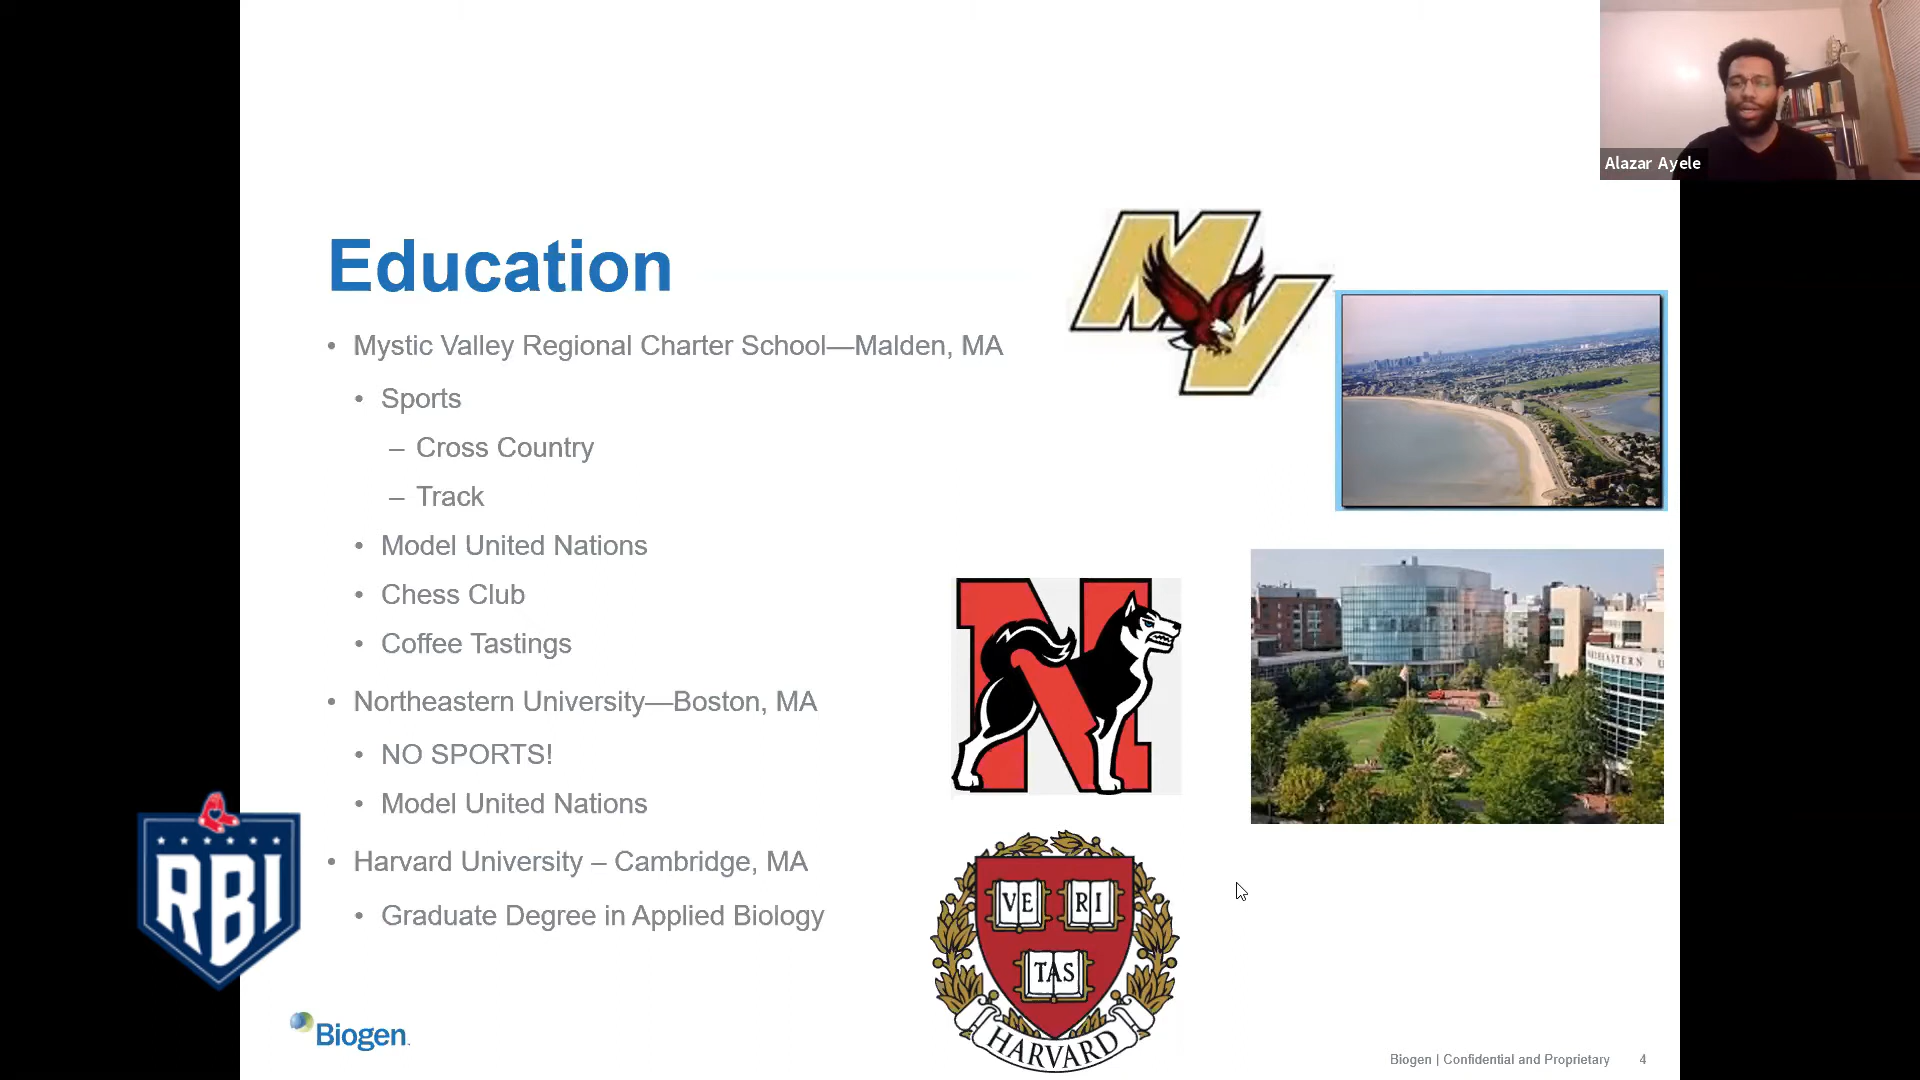 Alazar Ayele
MV
Education
• Mystic Valley Regional Charter School—Malden, MA
• Sports
– Cross Country
– Track
• Model United Nations
• Chess Club
• Coffee Tastings
• Northeastern University—Boston, MA
• NO SPORTS!
• Model United Nations
• Harvard University – Cambridge, MA
• Graduate Degree in Applied Biology
N
VE RI
TAS
HARVARD
RBI
Biogen
Biogen | Confidential and Proprietary 4